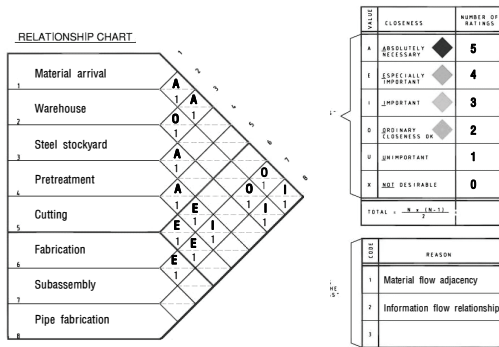 RELATIONSHIP CHART
1 Material arrival
2 Warehouse
3 Steel stockyard
4 Pretreatment
5 Cutting
6 Fabrication
7 Subassembly
8 Pipe fabrication
1
2
3
4
5
6
7
8
A
1
A
1
O
1
A
1
A
1
E
1
E
1
E
1
E
1
I
1
O
1
O
1
I
1
I
1
VALUE CLOSENESS NUMBER OF RATINGS
A ABSOLUTELY NECESSARY 5
E ESPECIALLY IMPORTANT 4
I IMPORTANT 3
O ORDINARY CLOSENESS OK 2
U UNIMPORTANT 1
X NOT DESIRABLE 0
TOTAL = N x (N-1) / 2
CODE REASON
1 Material flow adjacency
2 Information flow relationship
3